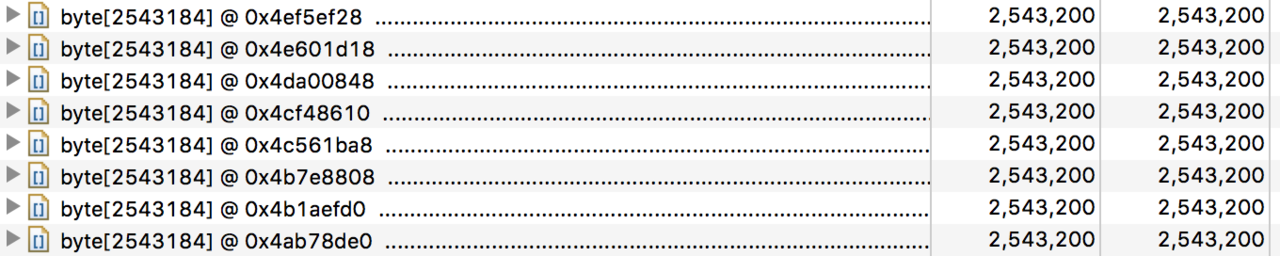 byte[2543184] @ 0x4ef5ef28 ................................................................ 2,543,200 2,543,200
byte[2543184] @ 0x4e601d18 ................................................................ 2,543,200 2,543,200
byte[2543184] @ 0x4da00848 ................................................................ 2,543,200 2,543,200
byte[2543184] @ 0x4cf48610 ................................................................ 2,543,200 2,543,200
byte[2543184] @ 0x4c561ba8 ................................................................ 2,543,200 2,543,200
byte[2543184] @ 0x4b7e8808 ................................................................ 2,543,200 2,543,200
byte[2543184] @ 0x4b1aefd0 ................................................................ 2,543,200 2,543,200
byte[2543184] @ 0x4ab78de0 ................................................................ 2,543,200 2,543,200